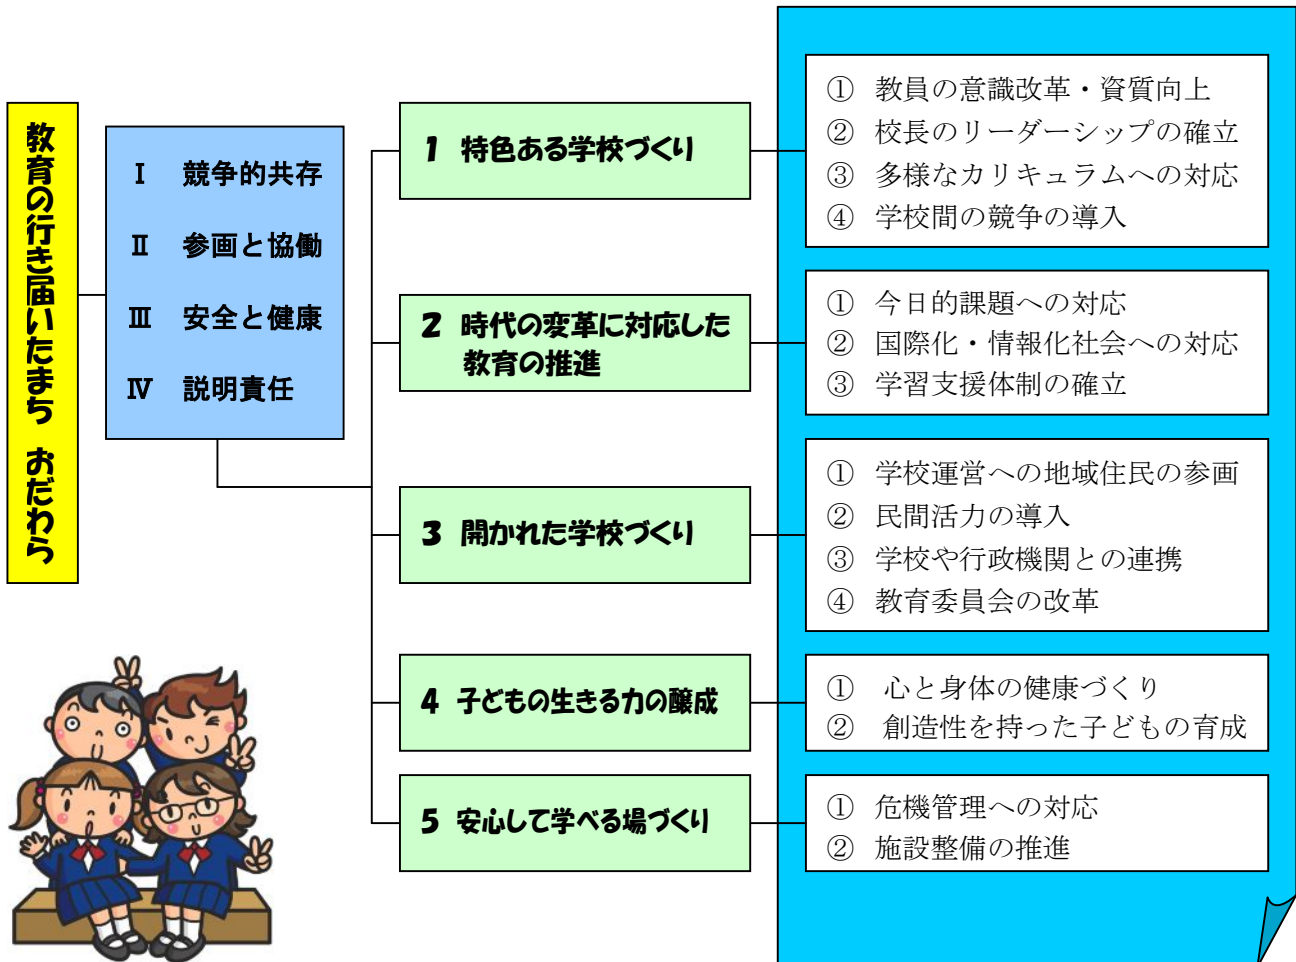 教育の行き届いたまち　おだわら
Ⅰ　競争的共存
Ⅱ　参画と協働
Ⅲ　安全と健康
Ⅳ　説明責任
1 特色ある学校づくり
① 教員の意識改革・資質向上
② 校長のリーダーシップの確立
③ 多様なカリキュラムへの対応
④ 学校間の競争の導入
2 時代の変革に対応した
教育の推進
① 今日的課題への対応
② 国際化・情報化社会への対応
③ 学習支援体制の確立
3 開かれた学校づくり
① 学校運営への地域住民の参画
② 民間活力の導入
③ 学校や行政機関との連携
④ 教育委員会の改革
4 子どもの生きる力の醸成
① 心と身体の健康づくり
② 創造性を持った子どもの育成
5 安心して学べる場づくり
① 危機管理への対応
② 施設整備の推進